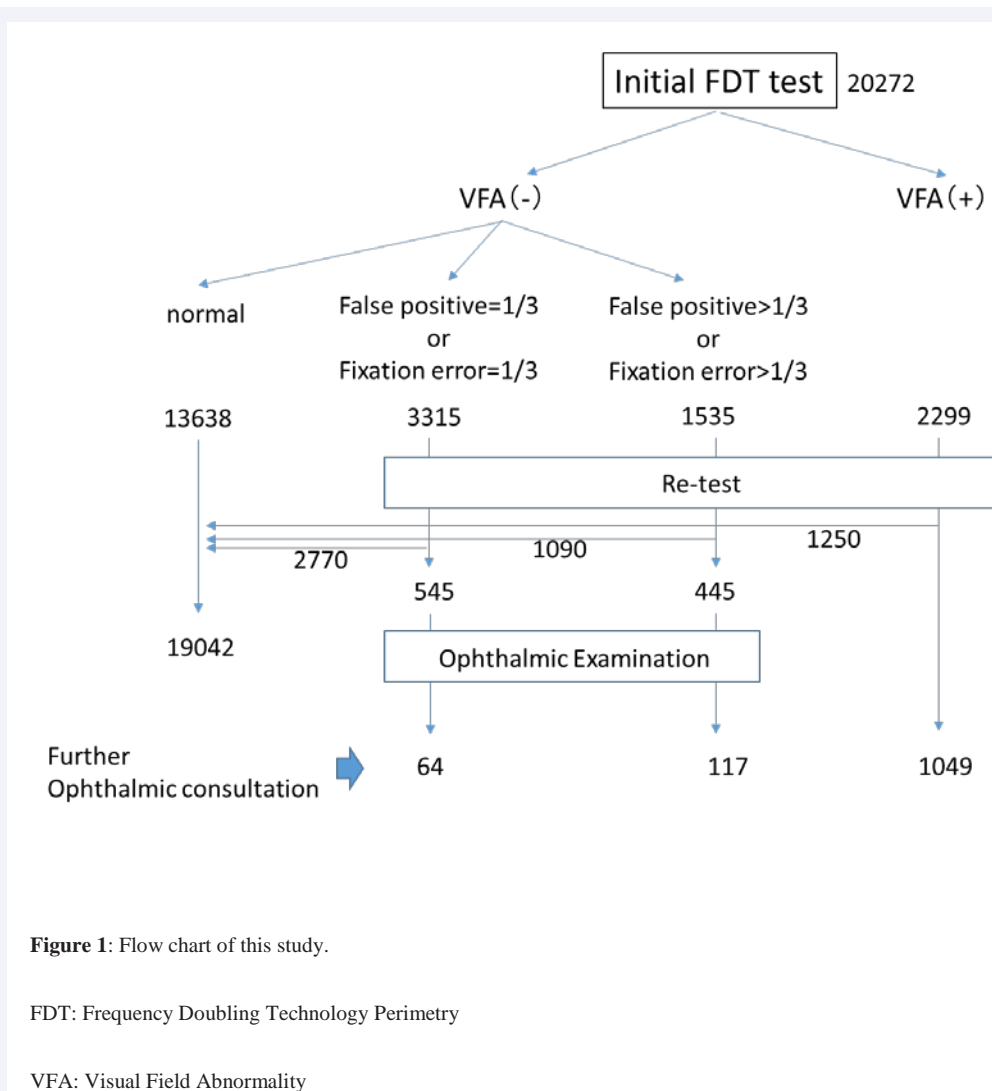 Initial FDT test 20272
VFA(-) VFA(+)
normal
False positive=1/3
or
Fixation error=1/3
False positive>1/3
or
Fixation error>1/3
13638 3315 1535 2299
Re-test
2770 1090 1250
545 445
19042
Ophthalmic Examination
Further
Ophthalmic consultation
64 117 1049
Figure 1: Flow chart of this study.
FDT: Frequency Doubling Technology Perimetry
VFA: Visual Field Abnormality